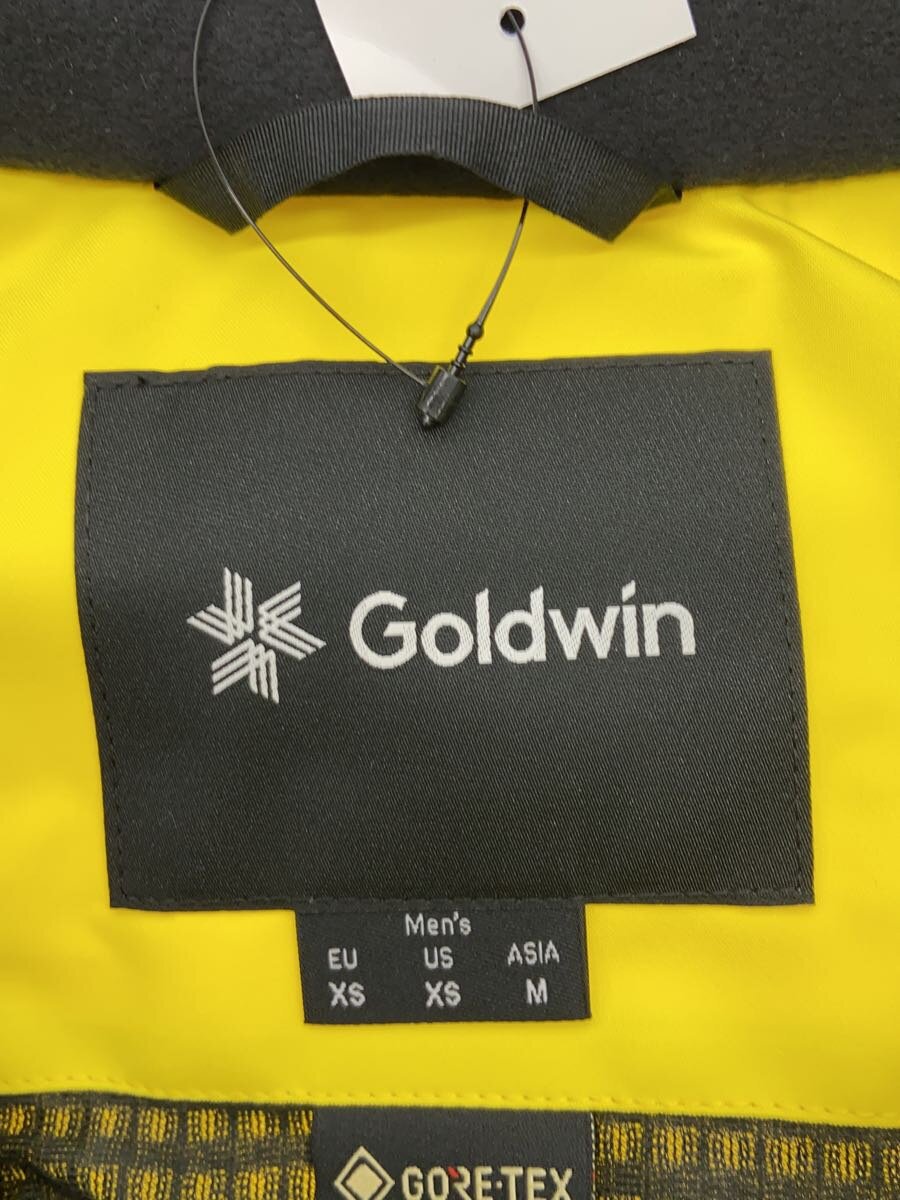 Goldwin
Men's
EU US ASIA
XS XS M
GORE-TEX